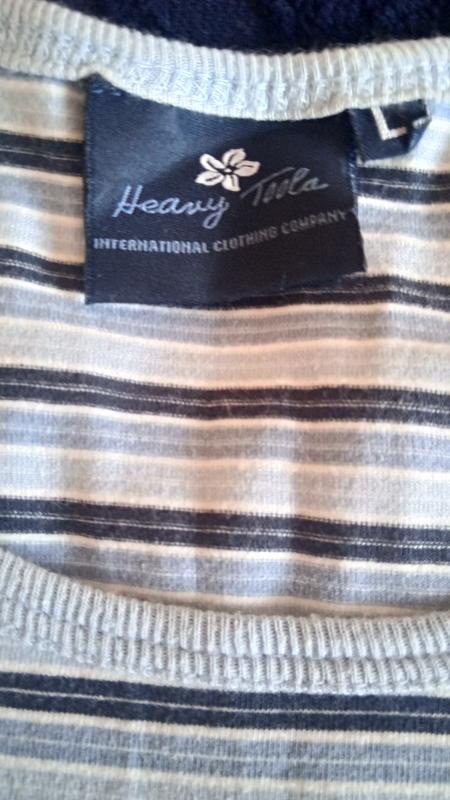 Heavy Tools
INTERNATIONAL CLOTHING COMPANY
L